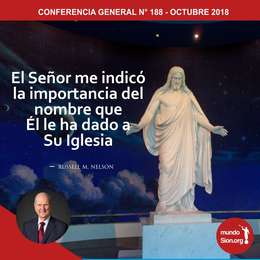 CONFERENCIA GENERAL N° 188 - OCTUBRE 2018
El Señor me indicó
la importancia del
nombre que
Él le ha dado a
Su Iglesia
— RUSSELL M. NELSON
mundo
Sion.org